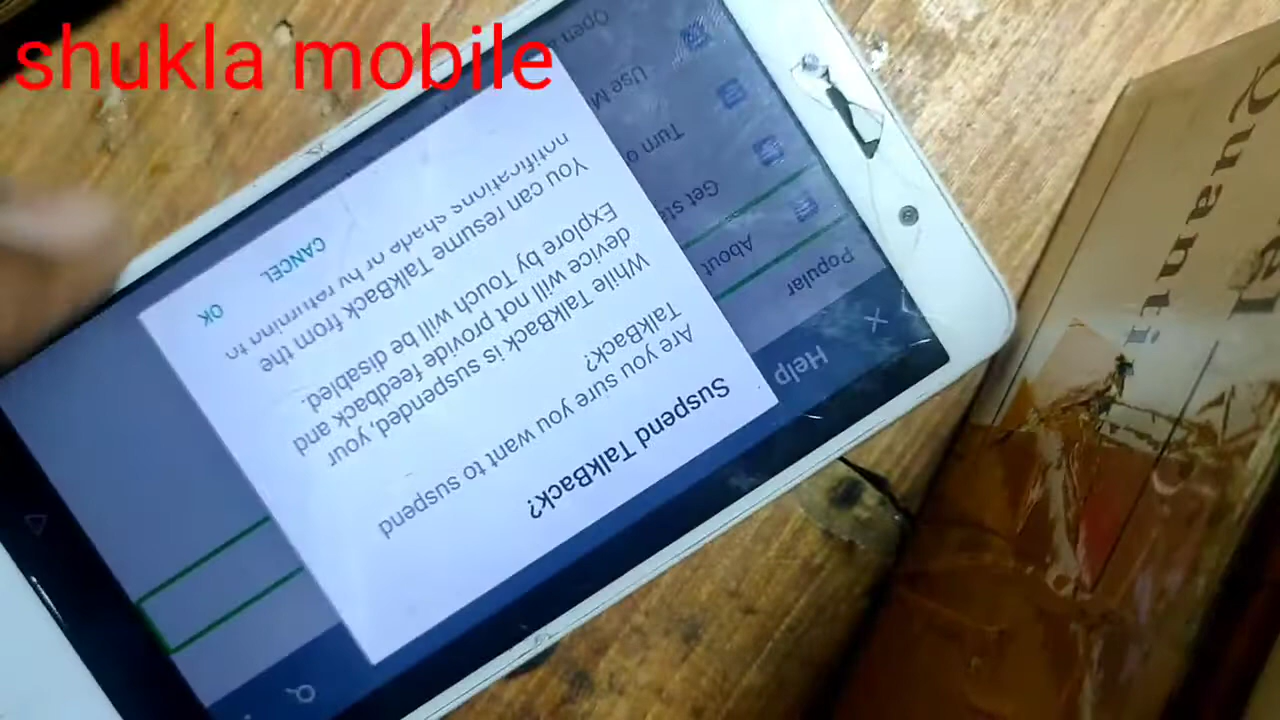 shukla mobile
Help
Popular
About
Get sta
Turn o
Use M
Open a
Suspend TalkBack?
Are you sure you want to suspend
TalkBack?
While TalkBack is suspended, your
device will not provide feedback and
Explore by Touch will be disabled.
You can resume TalkBack from the
notifications shade or by returning to
CANCEL
OK
Quanti